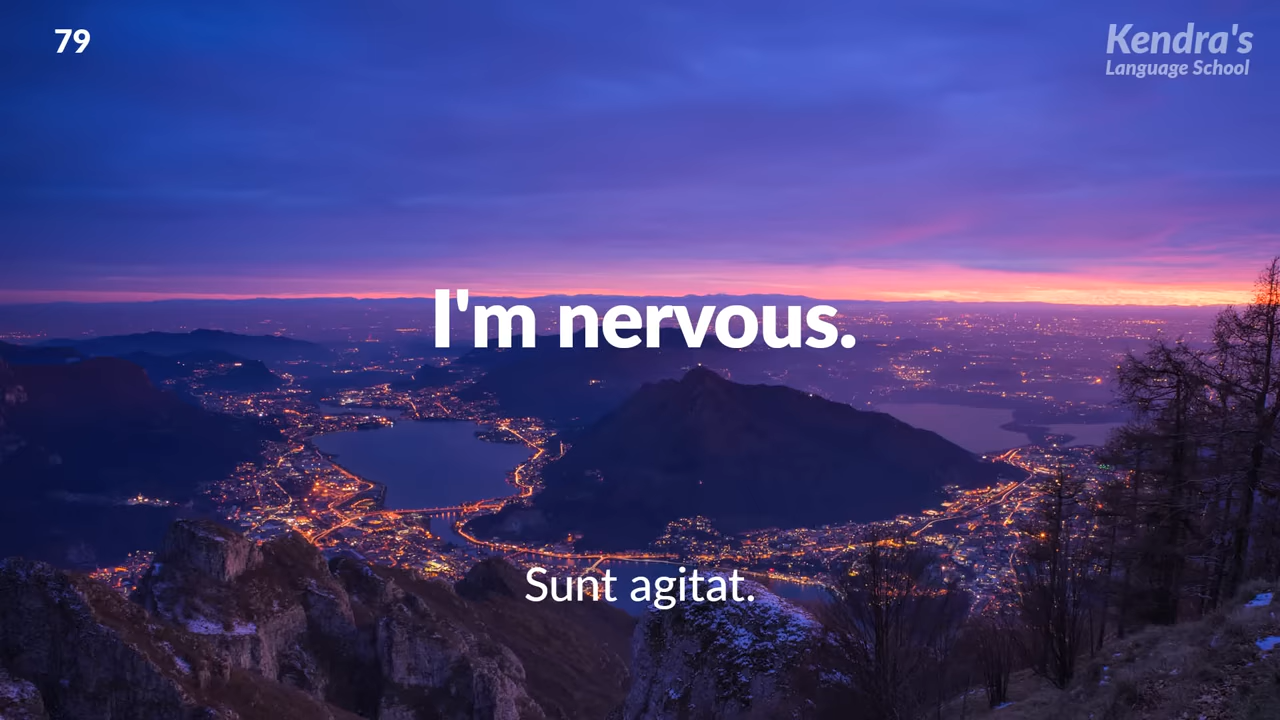 79
Kendra's
Language School
I'm nervous.
Sunt agitat.